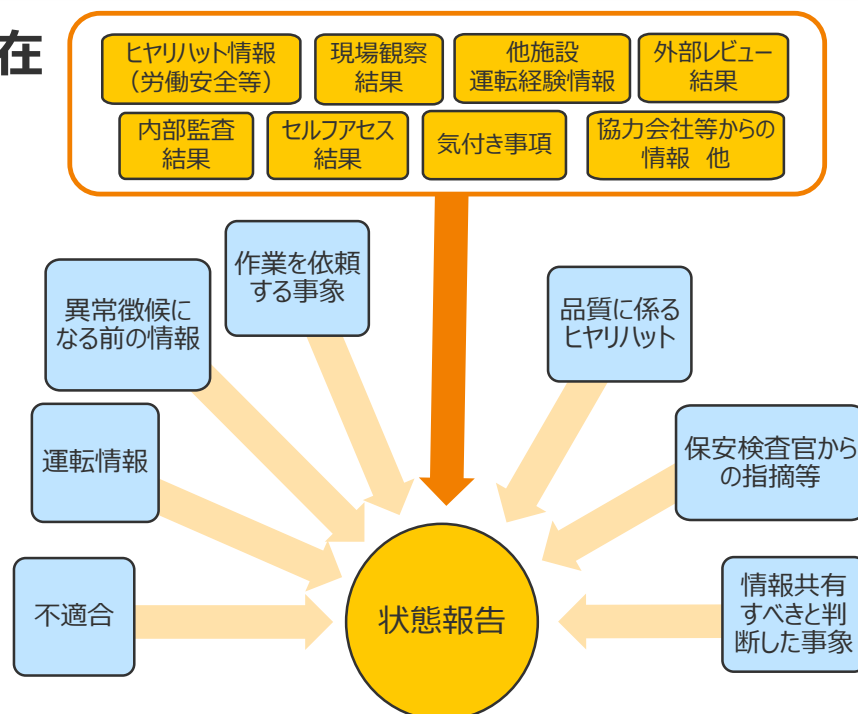 在
ヒヤリハット情報
（労働安全等）
現場観察
結果
他施設
運転経験情報
外部レビュー
結果
内部監査
結果
セルフアセス
結果
気付き事項
協力会社等からの
情報 他
作業を依頼
する事象
異常徴候に
なる前の情報
品質に係る
ヒヤリハット
運転情報
保安検査官から
の指摘等
不適合
状態報告
情報共有
すべきと判
断した事象